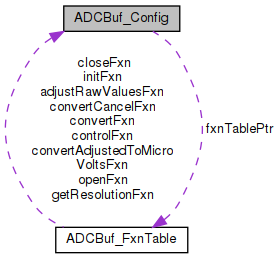 ADCBuf_Config
closeFxn
initFxn
adjustRawValuesFxn
convertCancelFxn
convertFxn
controlFxn
convertAdjustedToMicro
VoltsFxn
openFxn
getResolutionFxn
fxnTablePtr
ADCBuf_FxnTable